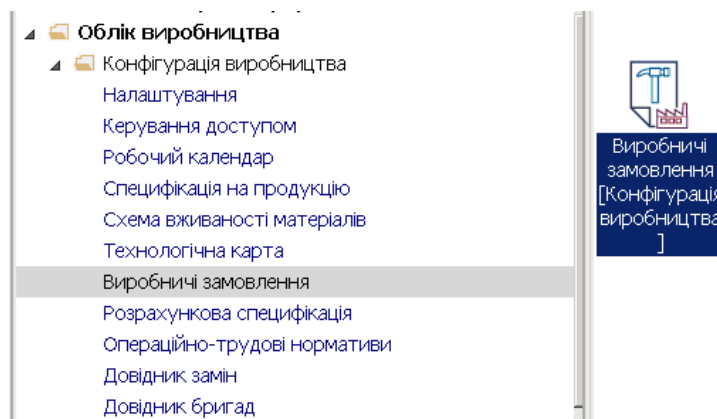 Облік виробництва
Конфігурація виробництва
Налаштування
Керування доступом
Робочий календар
Специфікація на продукцію
Схема вживаності матеріалів
Технологічна карта
Виробничі замовлення
Розрахункова специфікація
Операційно-трудові нормативи
Довідник замін
Довідник бригад
Виробничі
замовлення
[Конфігурація
виробництва
]